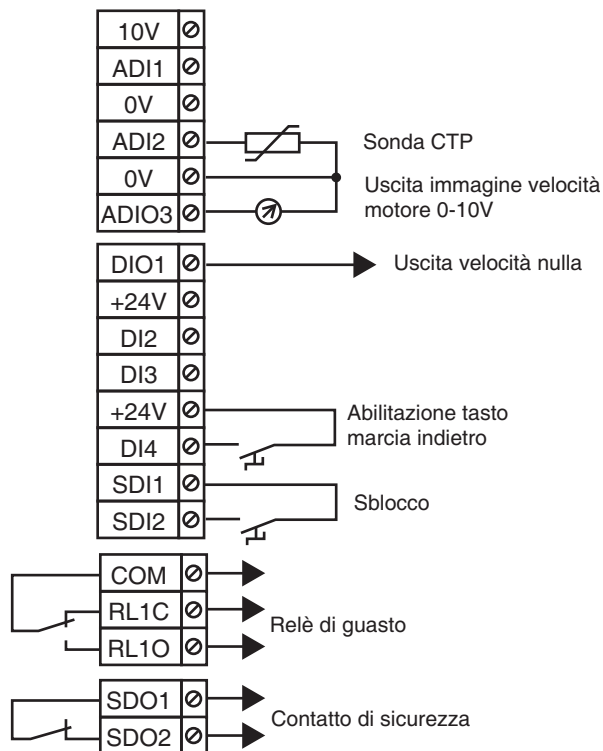 10V
ADI1
0V
ADI2
Sonda CTP
0V
Uscita immagine velocità
motore 0-10V
ADIO3
DIO1
Uscita velocità nulla
+24V
DI2
DI3
+24V
Abilitazione tasto
marcia indietro
DI4
SDI1
Sblocco
SDI2
COM
RL1C
Relè di guasto
RL1O
SDO1
Contatto di sicurezza
SDO2